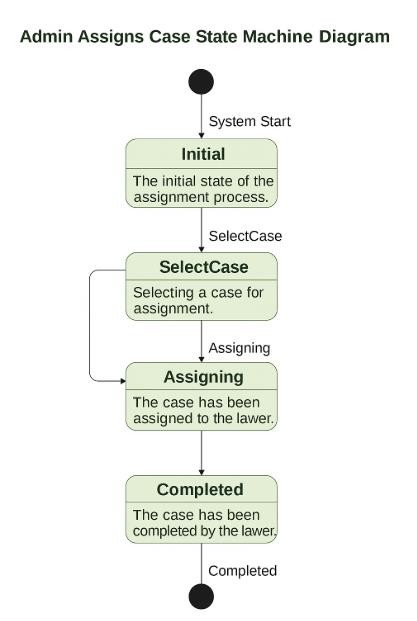 Admin Assigns Case State Machine Diagram
System Start
Initial
The initial state of the
assignment process.
SelectCase
SelectCase
Selecting a case for
assignment.
Assigning
Assigning
The case has been
assigned to the lawer.
Completed
The case has been
completed by the lawer.
Completed